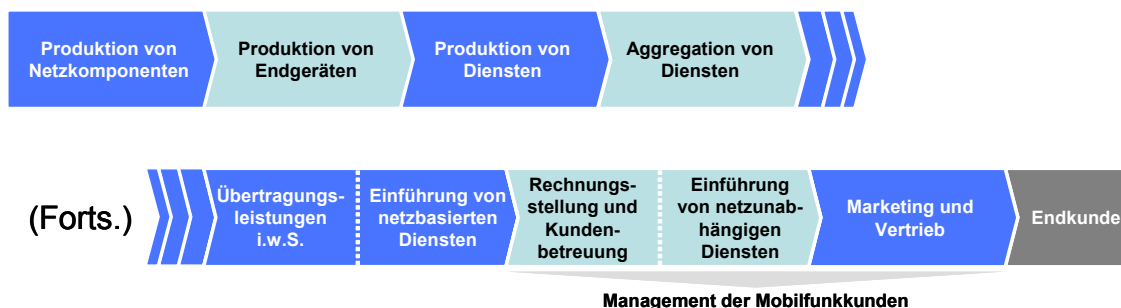 Produktion von
Netzkomponenten
Produktion von
Endgeräten
Produktion von
Diensten
Aggregation von
Diensten
(Forts.)
Übertragungs-
leistungen
i.w.S.
Einführung von
netzbasierten
Diensten
Rechnungs-
stellung und
Kunden-
betreuung
Einführung
von netzunab-
hängigen
Diensten
Marketing und
Vertrieb
Endkunde
Management der Mobilfunkkunden